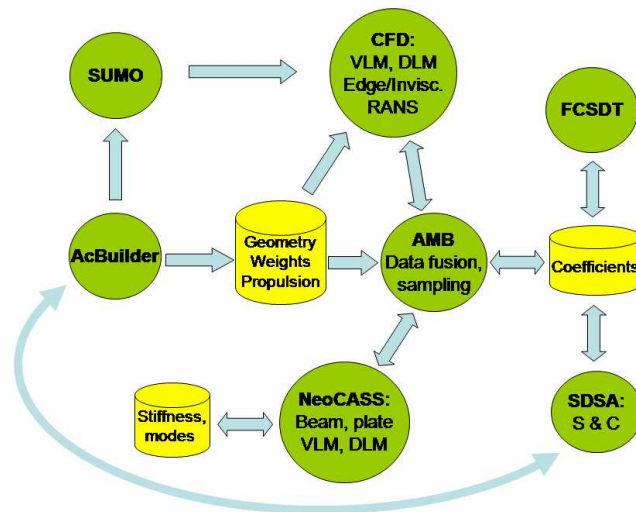 SUMO
CFD:
VLM, DLM
Edge/Invisc.
RANS
FCSDT
AcBuilder
Geometry
Weights
Propulsion
AMB
Data fusion,
sampling
Coefficients
Stiffness,
modes
NeoCASS:
Beam, plate
VLM, DLM
SDSA:
S & C